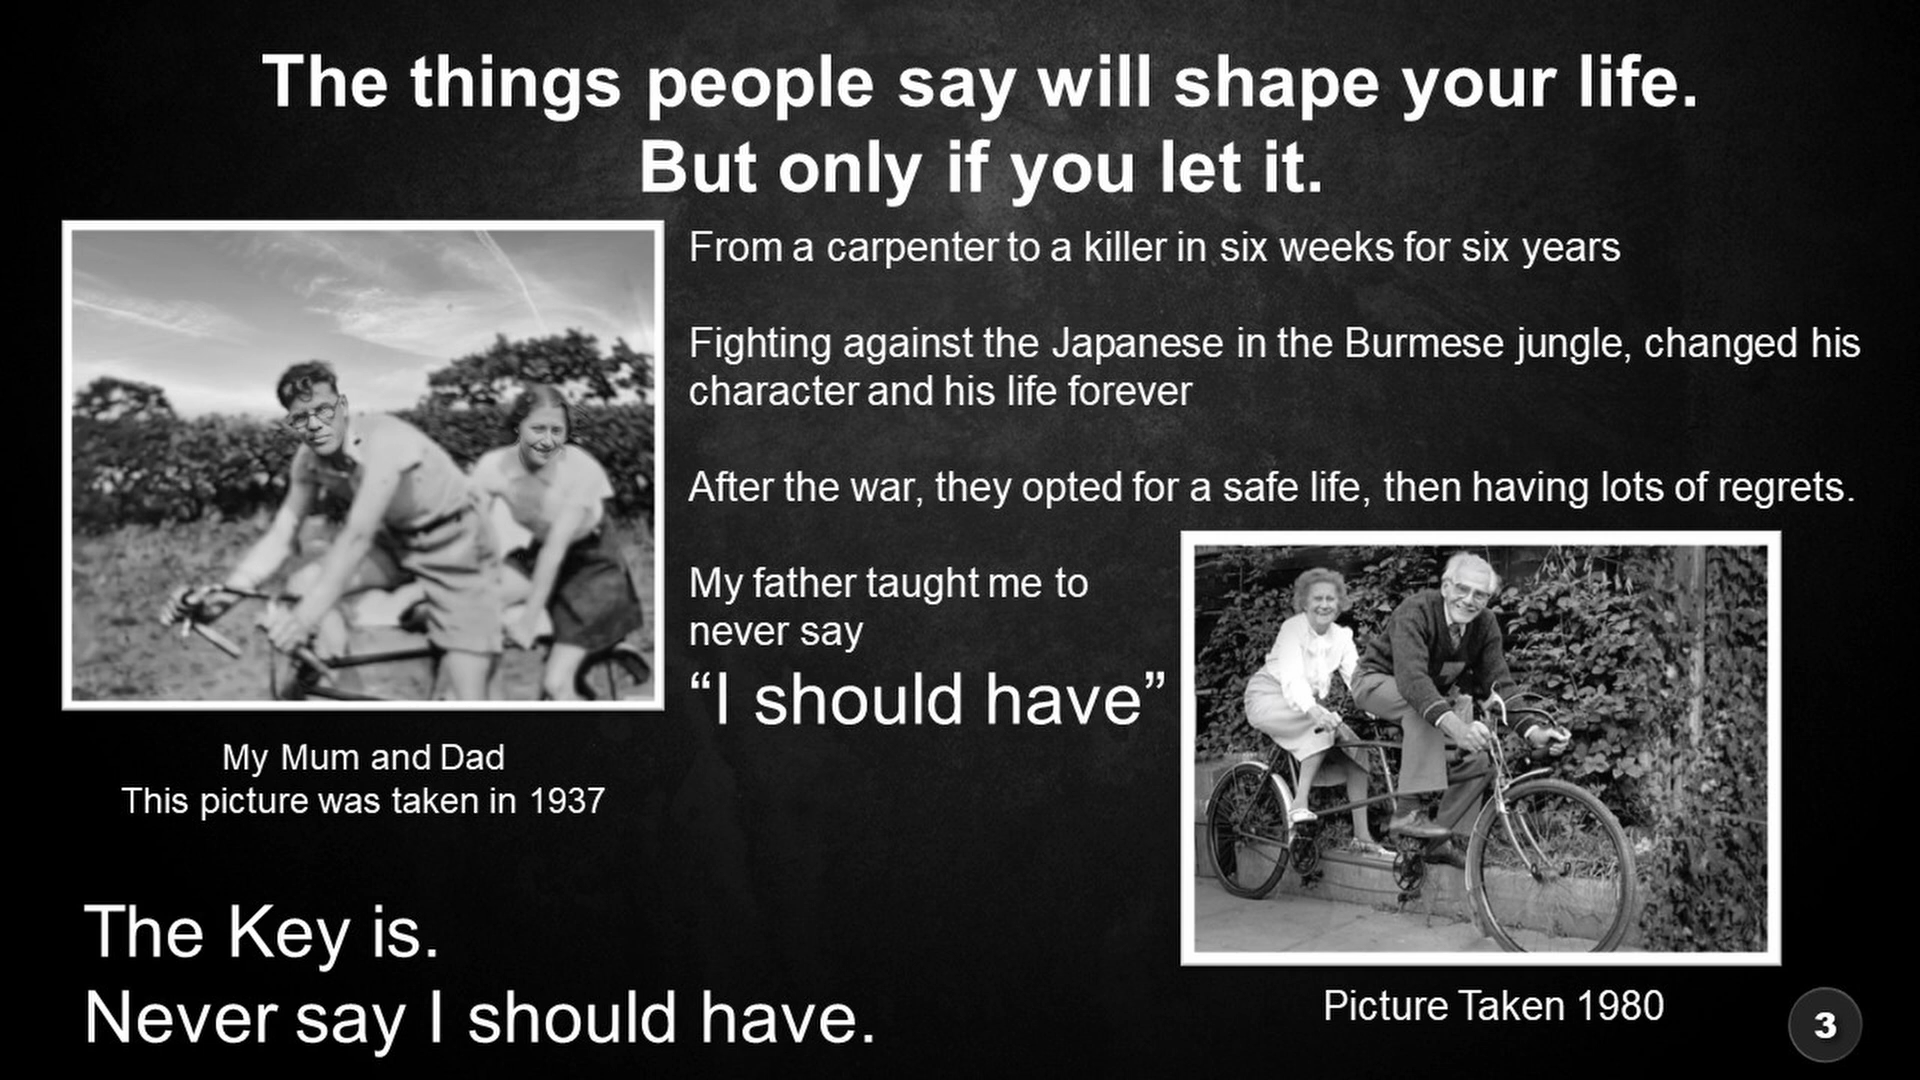 The things people say will shape your life.
But only if you let it.
From a carpenter to a killer in six weeks for six years
Fighting against the Japanese in the Burmese jungle, changed his
character and his life forever
After the war, they opted for a safe life, then having lots of regrets.
My father taught me to
never say
“I should have”
My Mum and Dad
This picture was taken in 1937
The Key is.
Never say I should have.
Picture Taken 1980
3